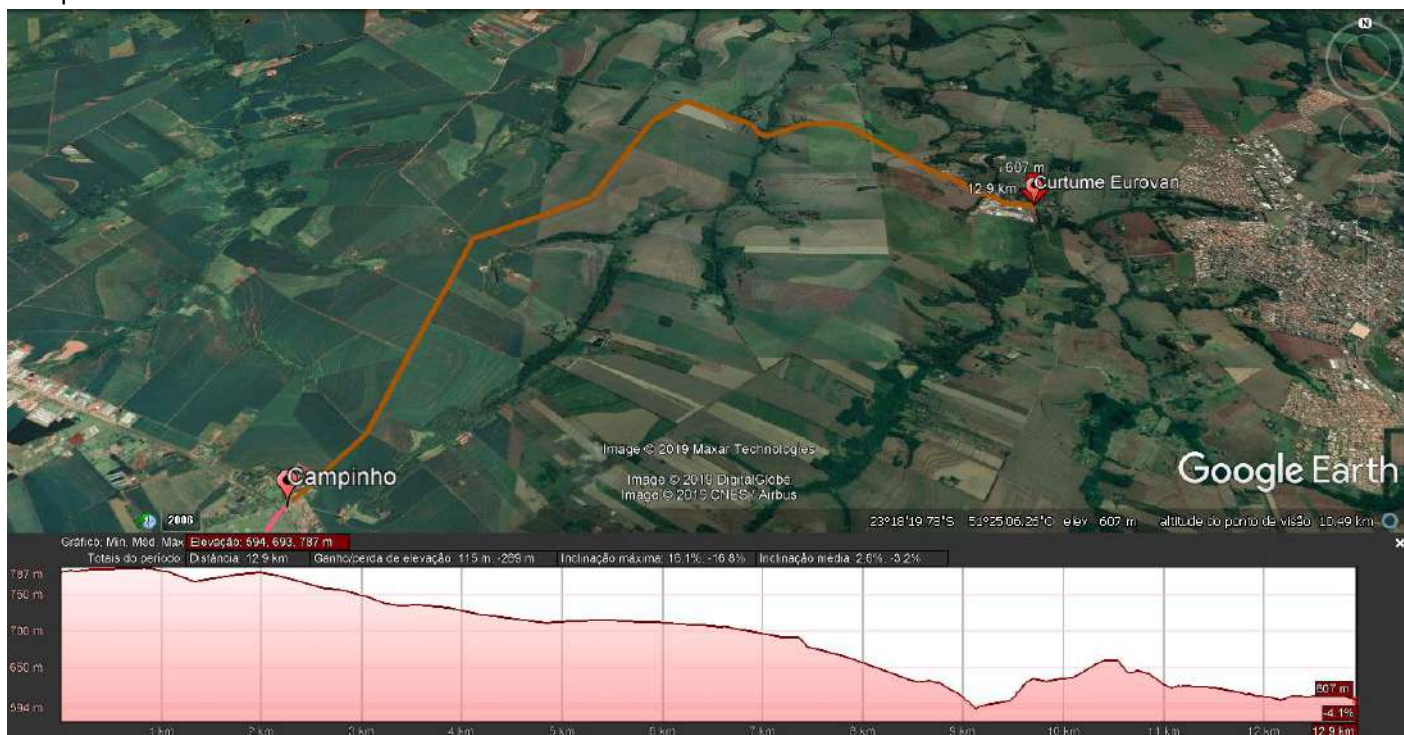 N
607 m
12.9 km
Curtume Eurovan
Campinho
Image © 2019 Maxar Technologies
Image © 2019 DigitalGlobe
Image © 2019 CNES / Airbus
Google Earth
2006
23°18'19.78"S 51°25'06.26"O elev 607 m altitude do ponto de visão 10.49 km
Gráfico: Mín. Méd. Máx Elevação: 594, 693, 787 m
Totais do período: Distância: 12.9 km Ganho/perda de elevação: 115 m, -289 m Inclinação máxima: 16.1%, -16.8% Inclinação média: 2.8%, -3.2%
787 m
750 m
700 m
650 m
594 m
607 m
-4.1%
1 km 2 km 3 km 4 km 5 km 6 km 7 km 8 km 9 km 10 km 11 km 12 km 12.9 km